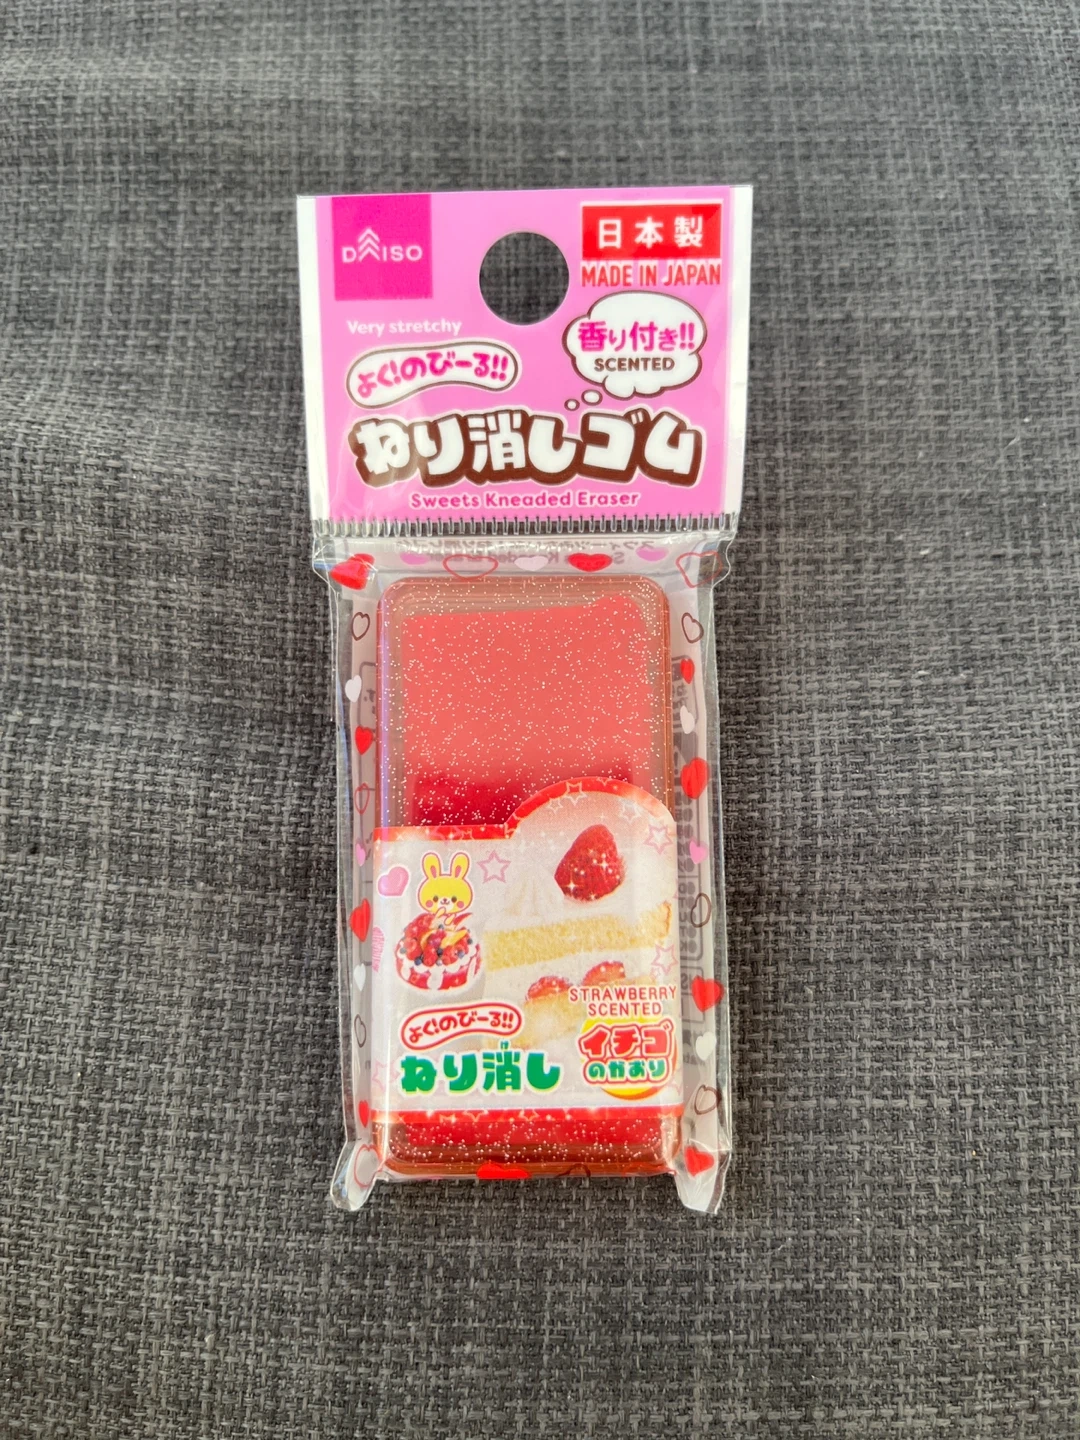 DAISO
日本製
MADE IN JAPAN
Very stretchy
よく!のびーる!!
香り付き!!
SCENTED
ねり消しゴム
Sweets Kneaded Eraser
STRAWBERRY
SCENTED
イチゴ
のかおり
よく!のびーる!!
け
ねり消し